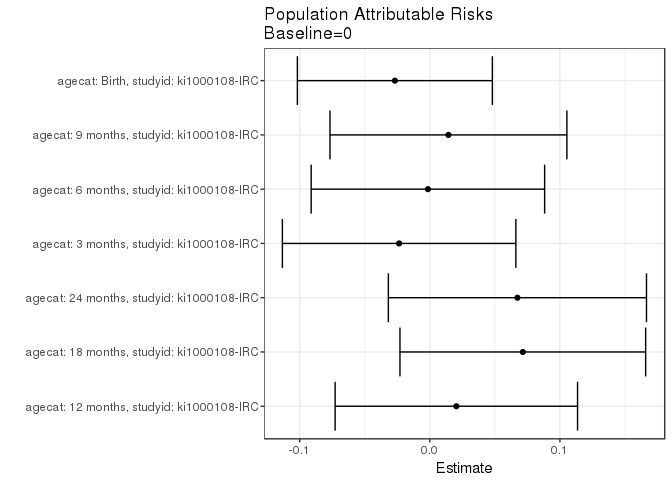 Population Attributable Risks
Baseline=0
agecat: Birth, studyid: ki1000108-IRC
agecat: 9 months, studyid: ki1000108-IRC
agecat: 6 months, studyid: ki1000108-IRC
agecat: 3 months, studyid: ki1000108-IRC
agecat: 24 months, studyid: ki1000108-IRC
agecat: 18 months, studyid: ki1000108-IRC
agecat: 12 months, studyid: ki1000108-IRC
-0.1 0.0 0.1
Estimate